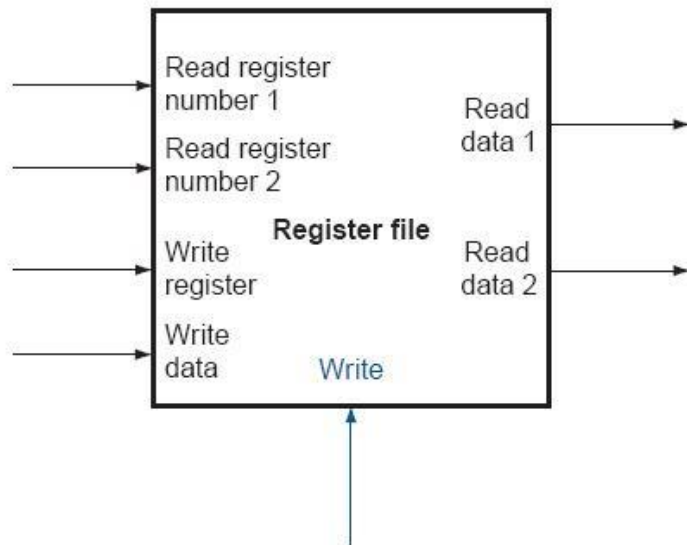 Read register
number 1
Read
data 1
Read register
number 2
Register file
Write
register
Read
data 2
Write
data
Write